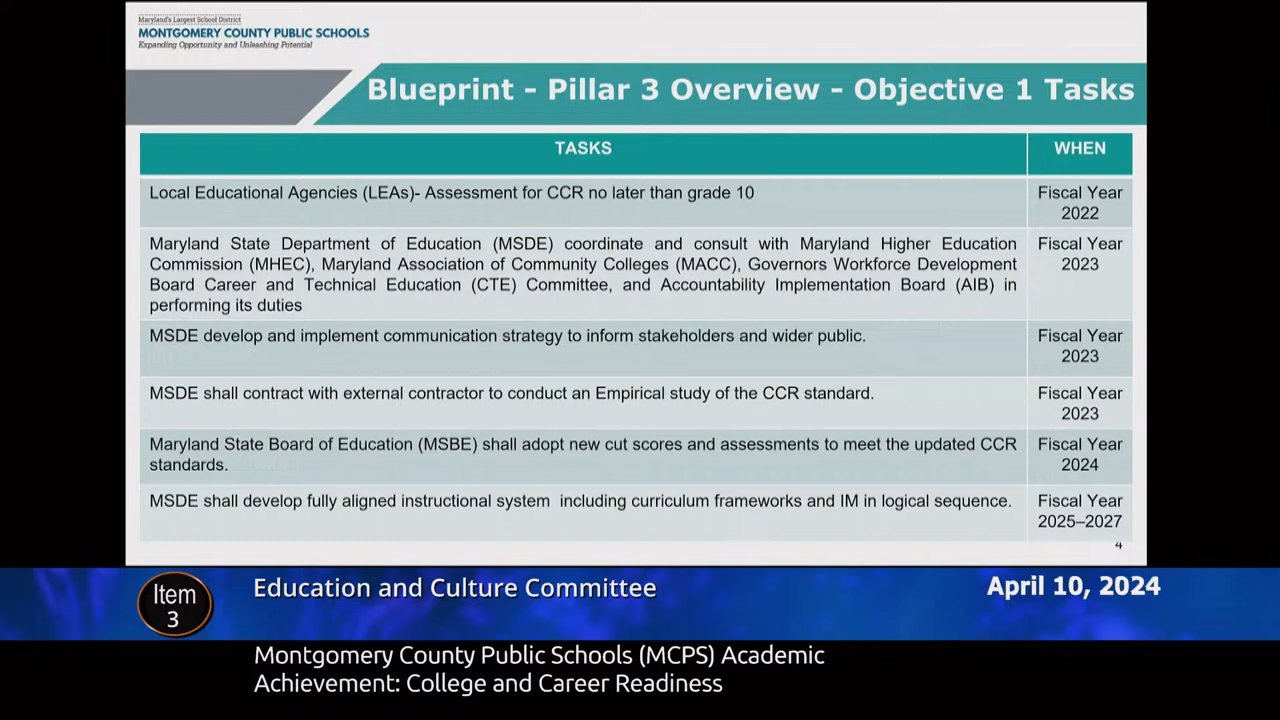 Maryland's Largest School District
MONTGOMERY COUNTY PUBLIC SCHOOLS
Expanding Opportunity and Unleashing Potential
Blueprint - Pillar 3 Overview - Objective 1 Tasks
TASKS
WHEN
Local Educational Agencies (LEAs)- Assessment for CCR no later than grade 10
Fiscal Year
2022
Maryland State Department of Education (MSDE) coordinate and consult with Maryland Higher Education
Commission (MHEC), Maryland Association of Community Colleges (MACC), Governors Workforce Development
Board Career and Technical Education (CTE) Committee, and Accountability Implementation Board (AIB) in
performing its duties
Fiscal Year
2023
MSDE develop and implement communication strategy to inform stakeholders and wider public.
Fiscal Year
2023
MSDE shall contract with external contractor to conduct an Empirical study of the CCR standard.
Fiscal Year
2023
Maryland State Board of Education (MSBE) shall adopt new cut scores and assessments to meet the updated CCR
standards.
Fiscal Year
2024
MSDE shall develop fully aligned instructional system including curriculum frameworks and IM in logical sequence.
Fiscal Year
2025–2027
4
Item
3
Education and Culture Committee
April 10, 2024
Montgomery County Public Schools (MCPS) Academic
Achievement: College and Career Readiness